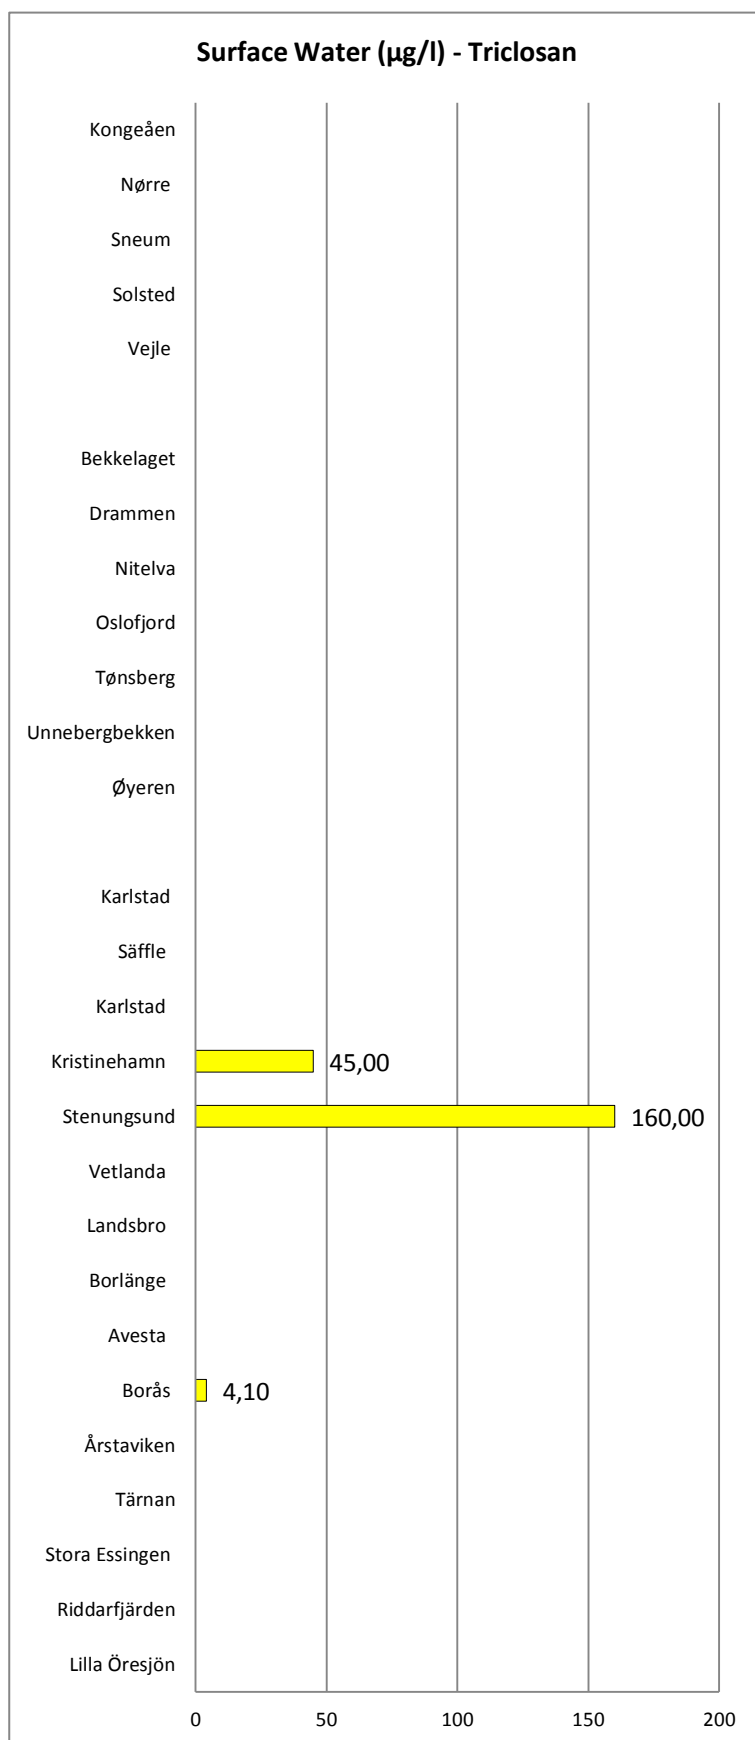 Surface Water (µg/l) - Triclosan
Kongeåen
Nørre
Sneum
Solsted
Vejle
Bekkelaget
Drammen
Nitelva
Oslofjord
Tønsberg
Unnebergbekken
Øyeren
Karlstad
Säffle
Karlstad
Kristinehamn 45,00
Stenungsund 160,00
Vetlanda
Landsbro
Borlänge
Avesta
Borås 4,10
Årstaviken
Tärnan
Stora Essingen
Riddarfjärden
Lilla Öresjön
0 50 100 150 200